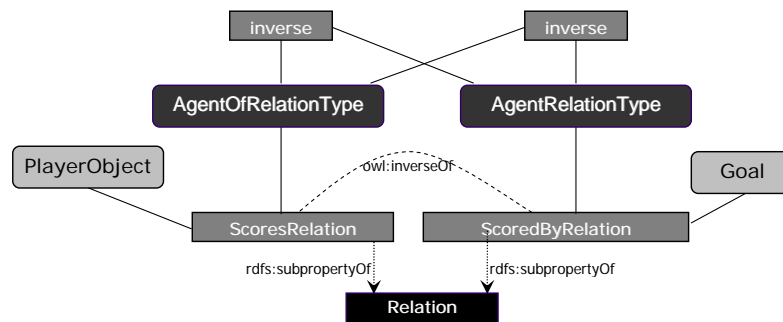 inverse inverse
AgentOfRelationType AgentRelationType
PlayerObject owl:inverseOf Goal
ScoresRelation ScoredByRelation
rdfs:subpropertyOf rdfs:subpropertyOf
Relation